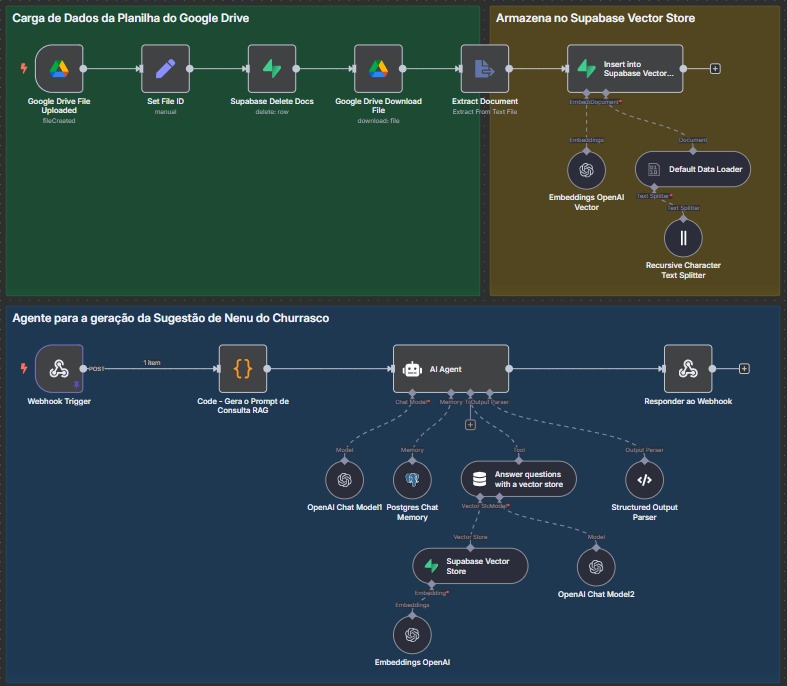 Carga de Dados da Planilha do Google Drive
Armazena no Supabase Vector Store
Google Drive File
Uploaded
fileCreated
Set File ID
manual
Supabase Delete Docs
delete: row
Google Drive Download
File
download: file
Extract Document
Extract From Text File
Insert into
Supabase Vector...
Document*
Embeddings
Document
Embeddings OpenAI
Vector
Default Data Loader
Text Splitter*
Text Splitter
Recursive Character
Text Splitter
Agente para a geração da Sugestão de Nenu do Churrasco
Webhook Trigger
POST
1 item
Code - Gera o Prompt de
Consulta RAG
AI Agent
Chat Model*
Memory
Output Parser
Responder ao Webhook
Model
Memory
Tool
Output Parser
OpenAI Chat Model1
Postgres Chat
Memory
Answer questions
with a vector store
Structured Output
Parser
Model*
Vector Store
Model
Supabase Vector
Store
OpenAI Chat Model2
Embedding*
Embeddings
Embeddings OpenAI